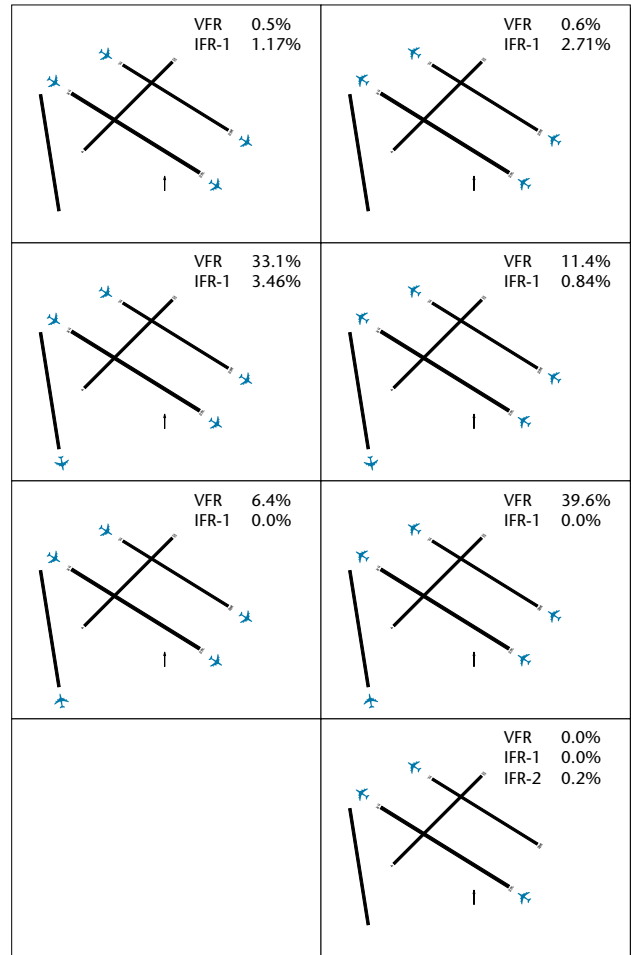 VFR 0.5%
IFR-1 1.17%
VFR 0.6%
IFR-1 2.71%
VFR 33.1%
IFR-1 3.46%
VFR 11.4%
IFR-1 0.84%
VFR 6.4%
IFR-1 0.0%
VFR 39.6%
IFR-1 0.0%
VFR 0.0%
IFR-1 0.0%
IFR-2 0.2%